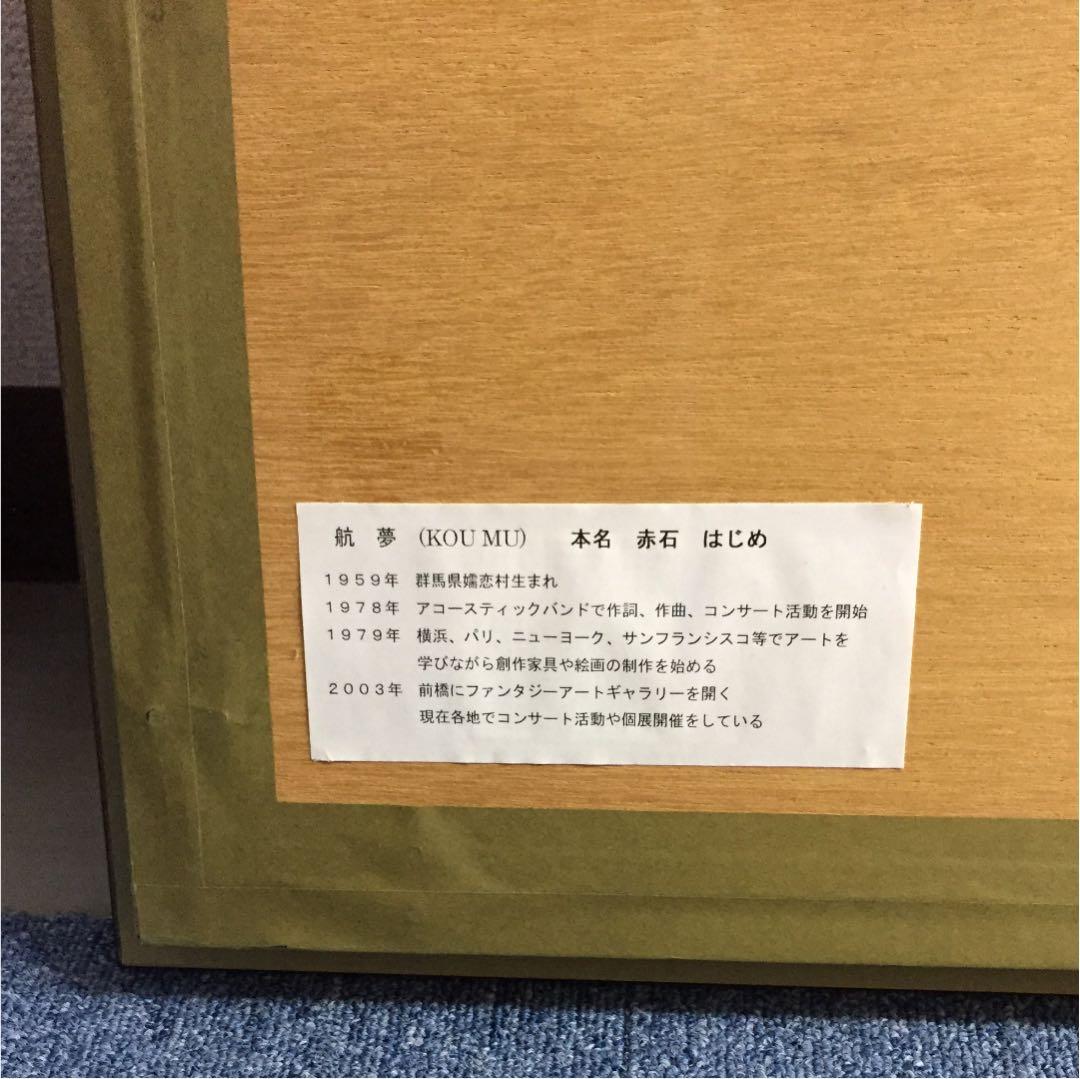 航　夢　(KOU MU)　　本名　赤石　はじめ
１９５９年　群馬県嬬恋村生まれ
１９７８年　アコースティックバンドで作詞、作曲、コンサート活動を開始
１９７９年　横浜、パリ、ニューヨーク、サンフランシスコ等でアートを
学びながら創作家具や絵画の制作を始める
２００３年　前橋にファンタジーアートギャラリーを開く
現在各地でコンサート活動や個展開催をしている